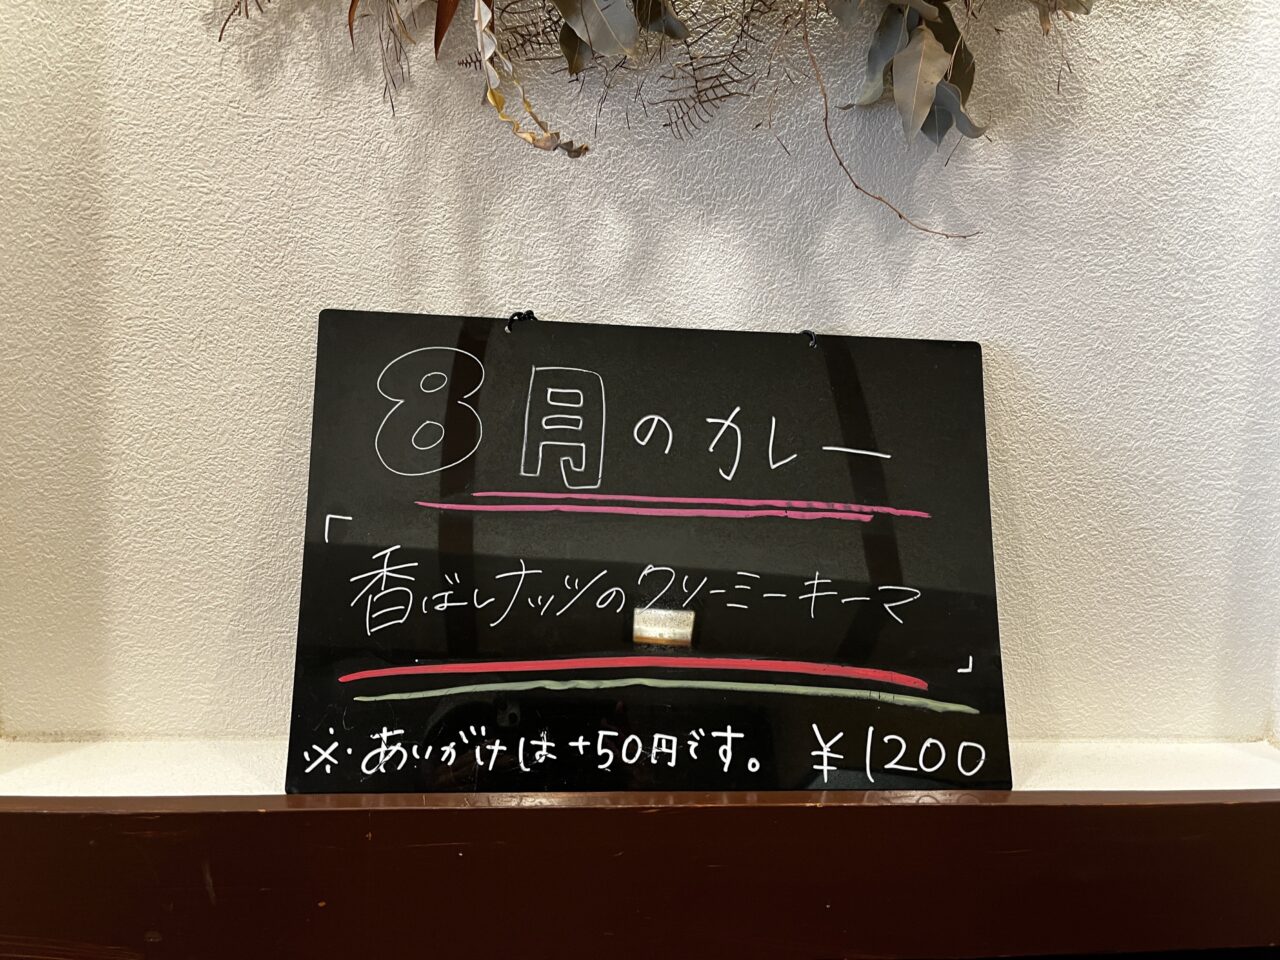 8月のカレー
「香ばしナッツのクリーミーキーマ」
※あいがけは+50円です。 ¥1200